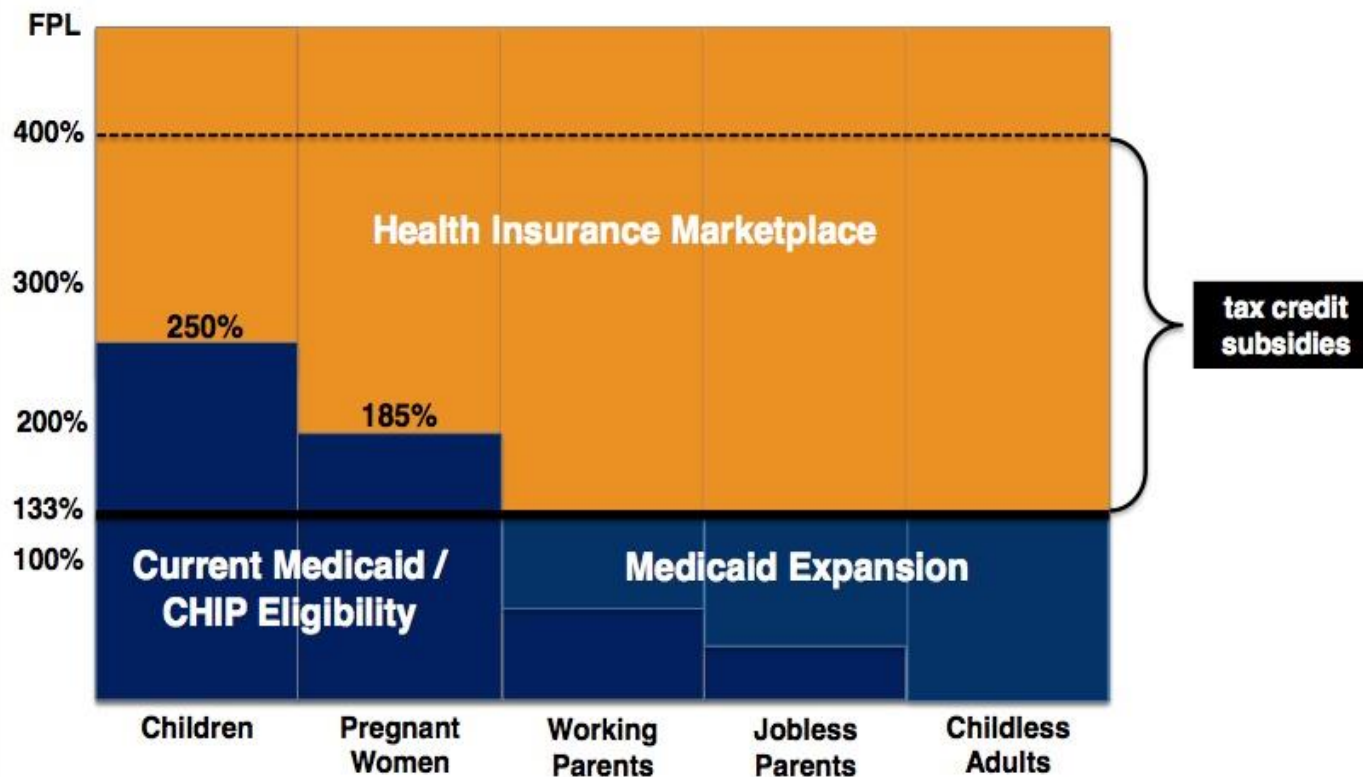 FPL
400%
Health Insurance Marketplace
300%
tax credit
subsidies
250%
200%
185%
133%
100%
Current Medicaid /
CHIP Eligibility
Medicaid Expansion
Children
Pregnant
Women
Working
Parents
Jobless
Parents
Childless
Adults